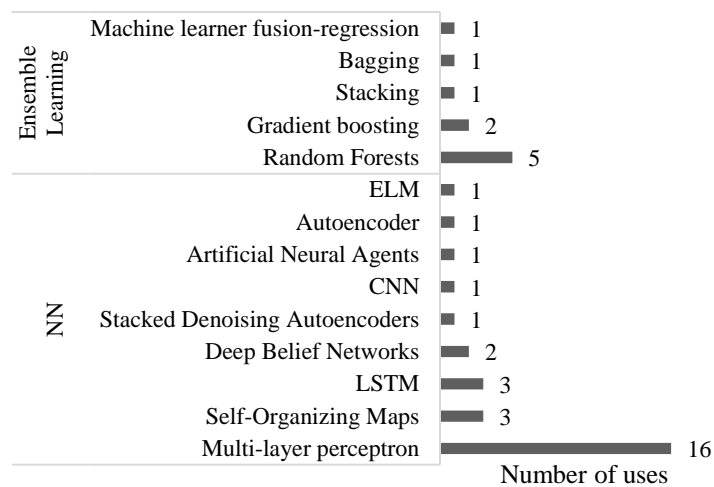 Ensemble
Learning
Machine learner fusion-regression 1
Bagging 1
Stacking 1
Gradient boosting 2
Random Forests 5
NN
ELM 1
Autoencoder 1
Artificial Neural Agents 1
CNN 1
Stacked Denoising Autoencoders 1
Deep Belief Networks 2
LSTM 3
Self-Organizing Maps 3
Multi-layer perceptron 16
Number of uses